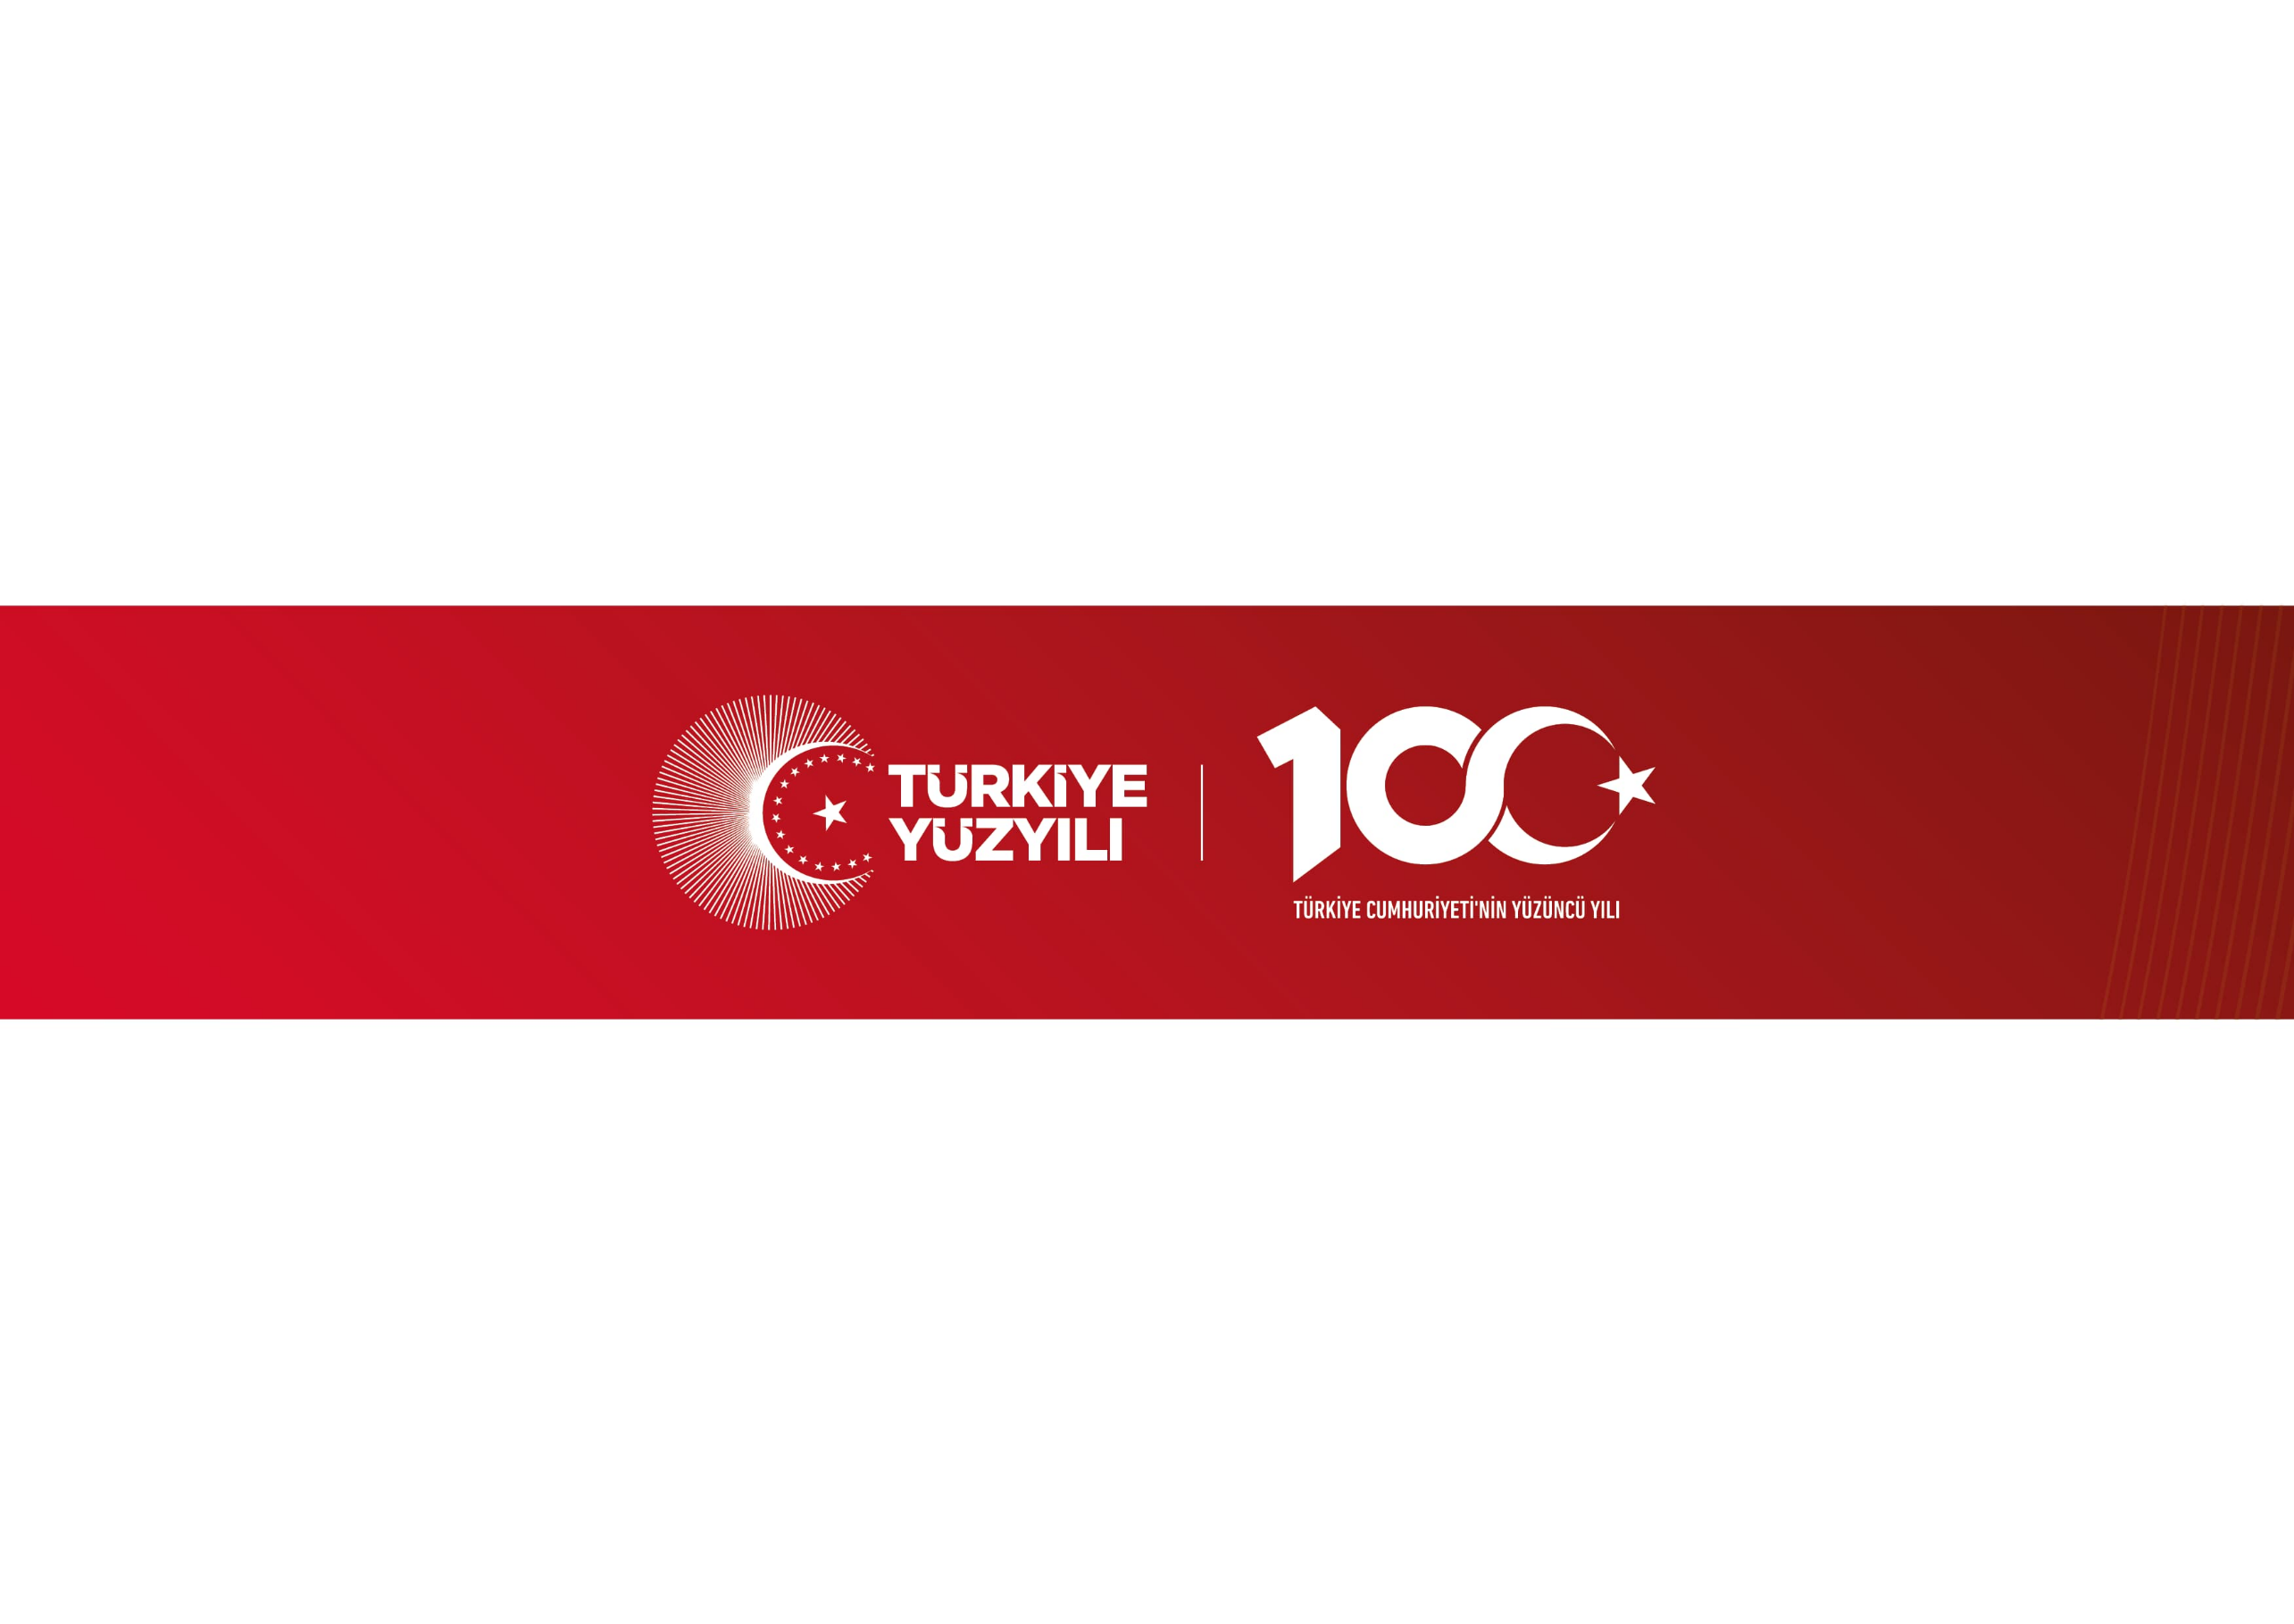 TÜRKİYE
YÜZYILI
100
TÜRKİYE CUMHURİYETİ'NİN YÜZÜNCÜ YILI